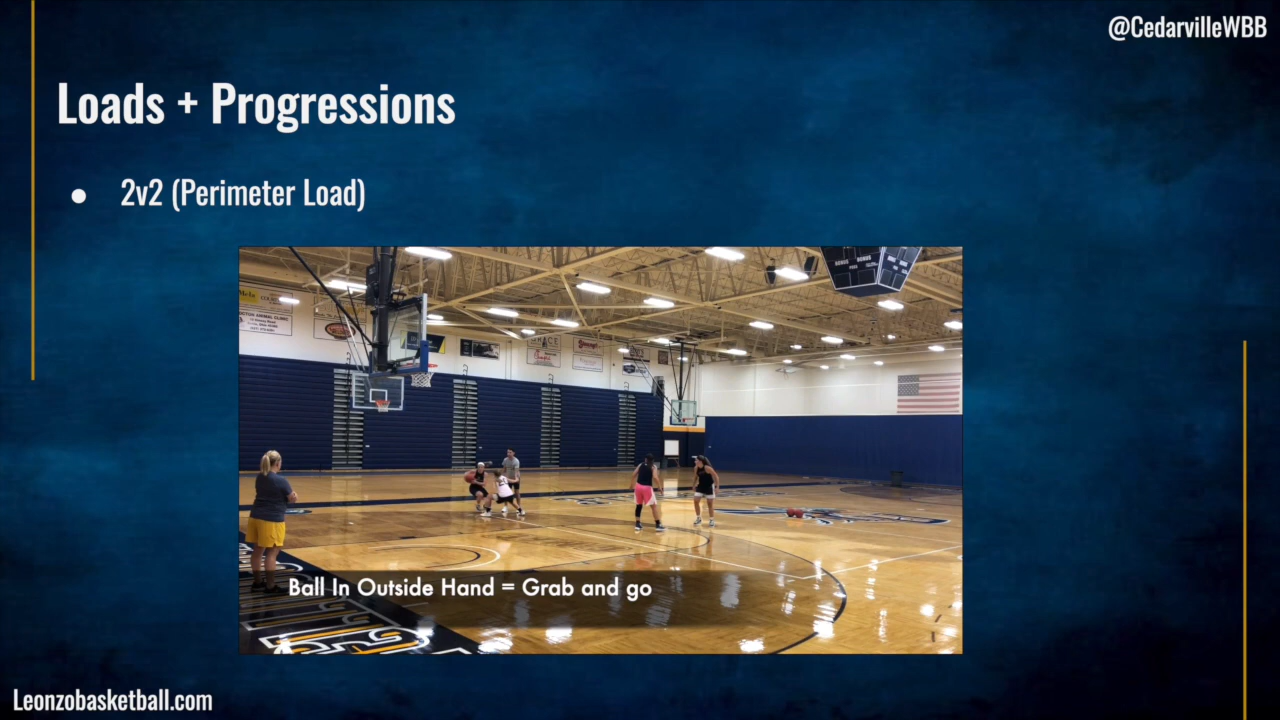 @CedarvilleWBB
Loads + Progressions
● 2v2 (Perimeter Load)
Ball In Outside Hand = Grab and go
Leonzobasketball.com